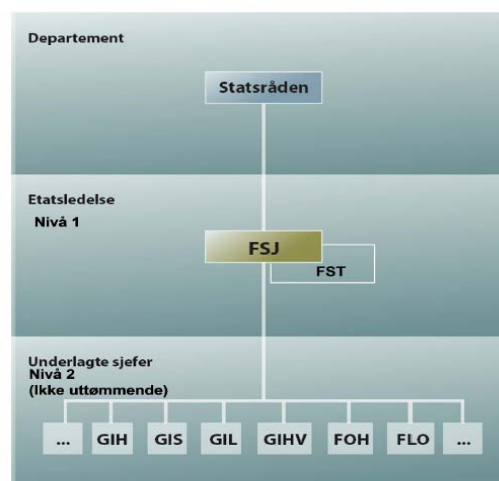 Departement
Statsråden
Etatsledelse
Nivå 1
FSJ
FST
Underlagte sjefer
Nivå 2
(Ikke uttømmende)
... GIH GIS GIL GIHV FOH FLO ...